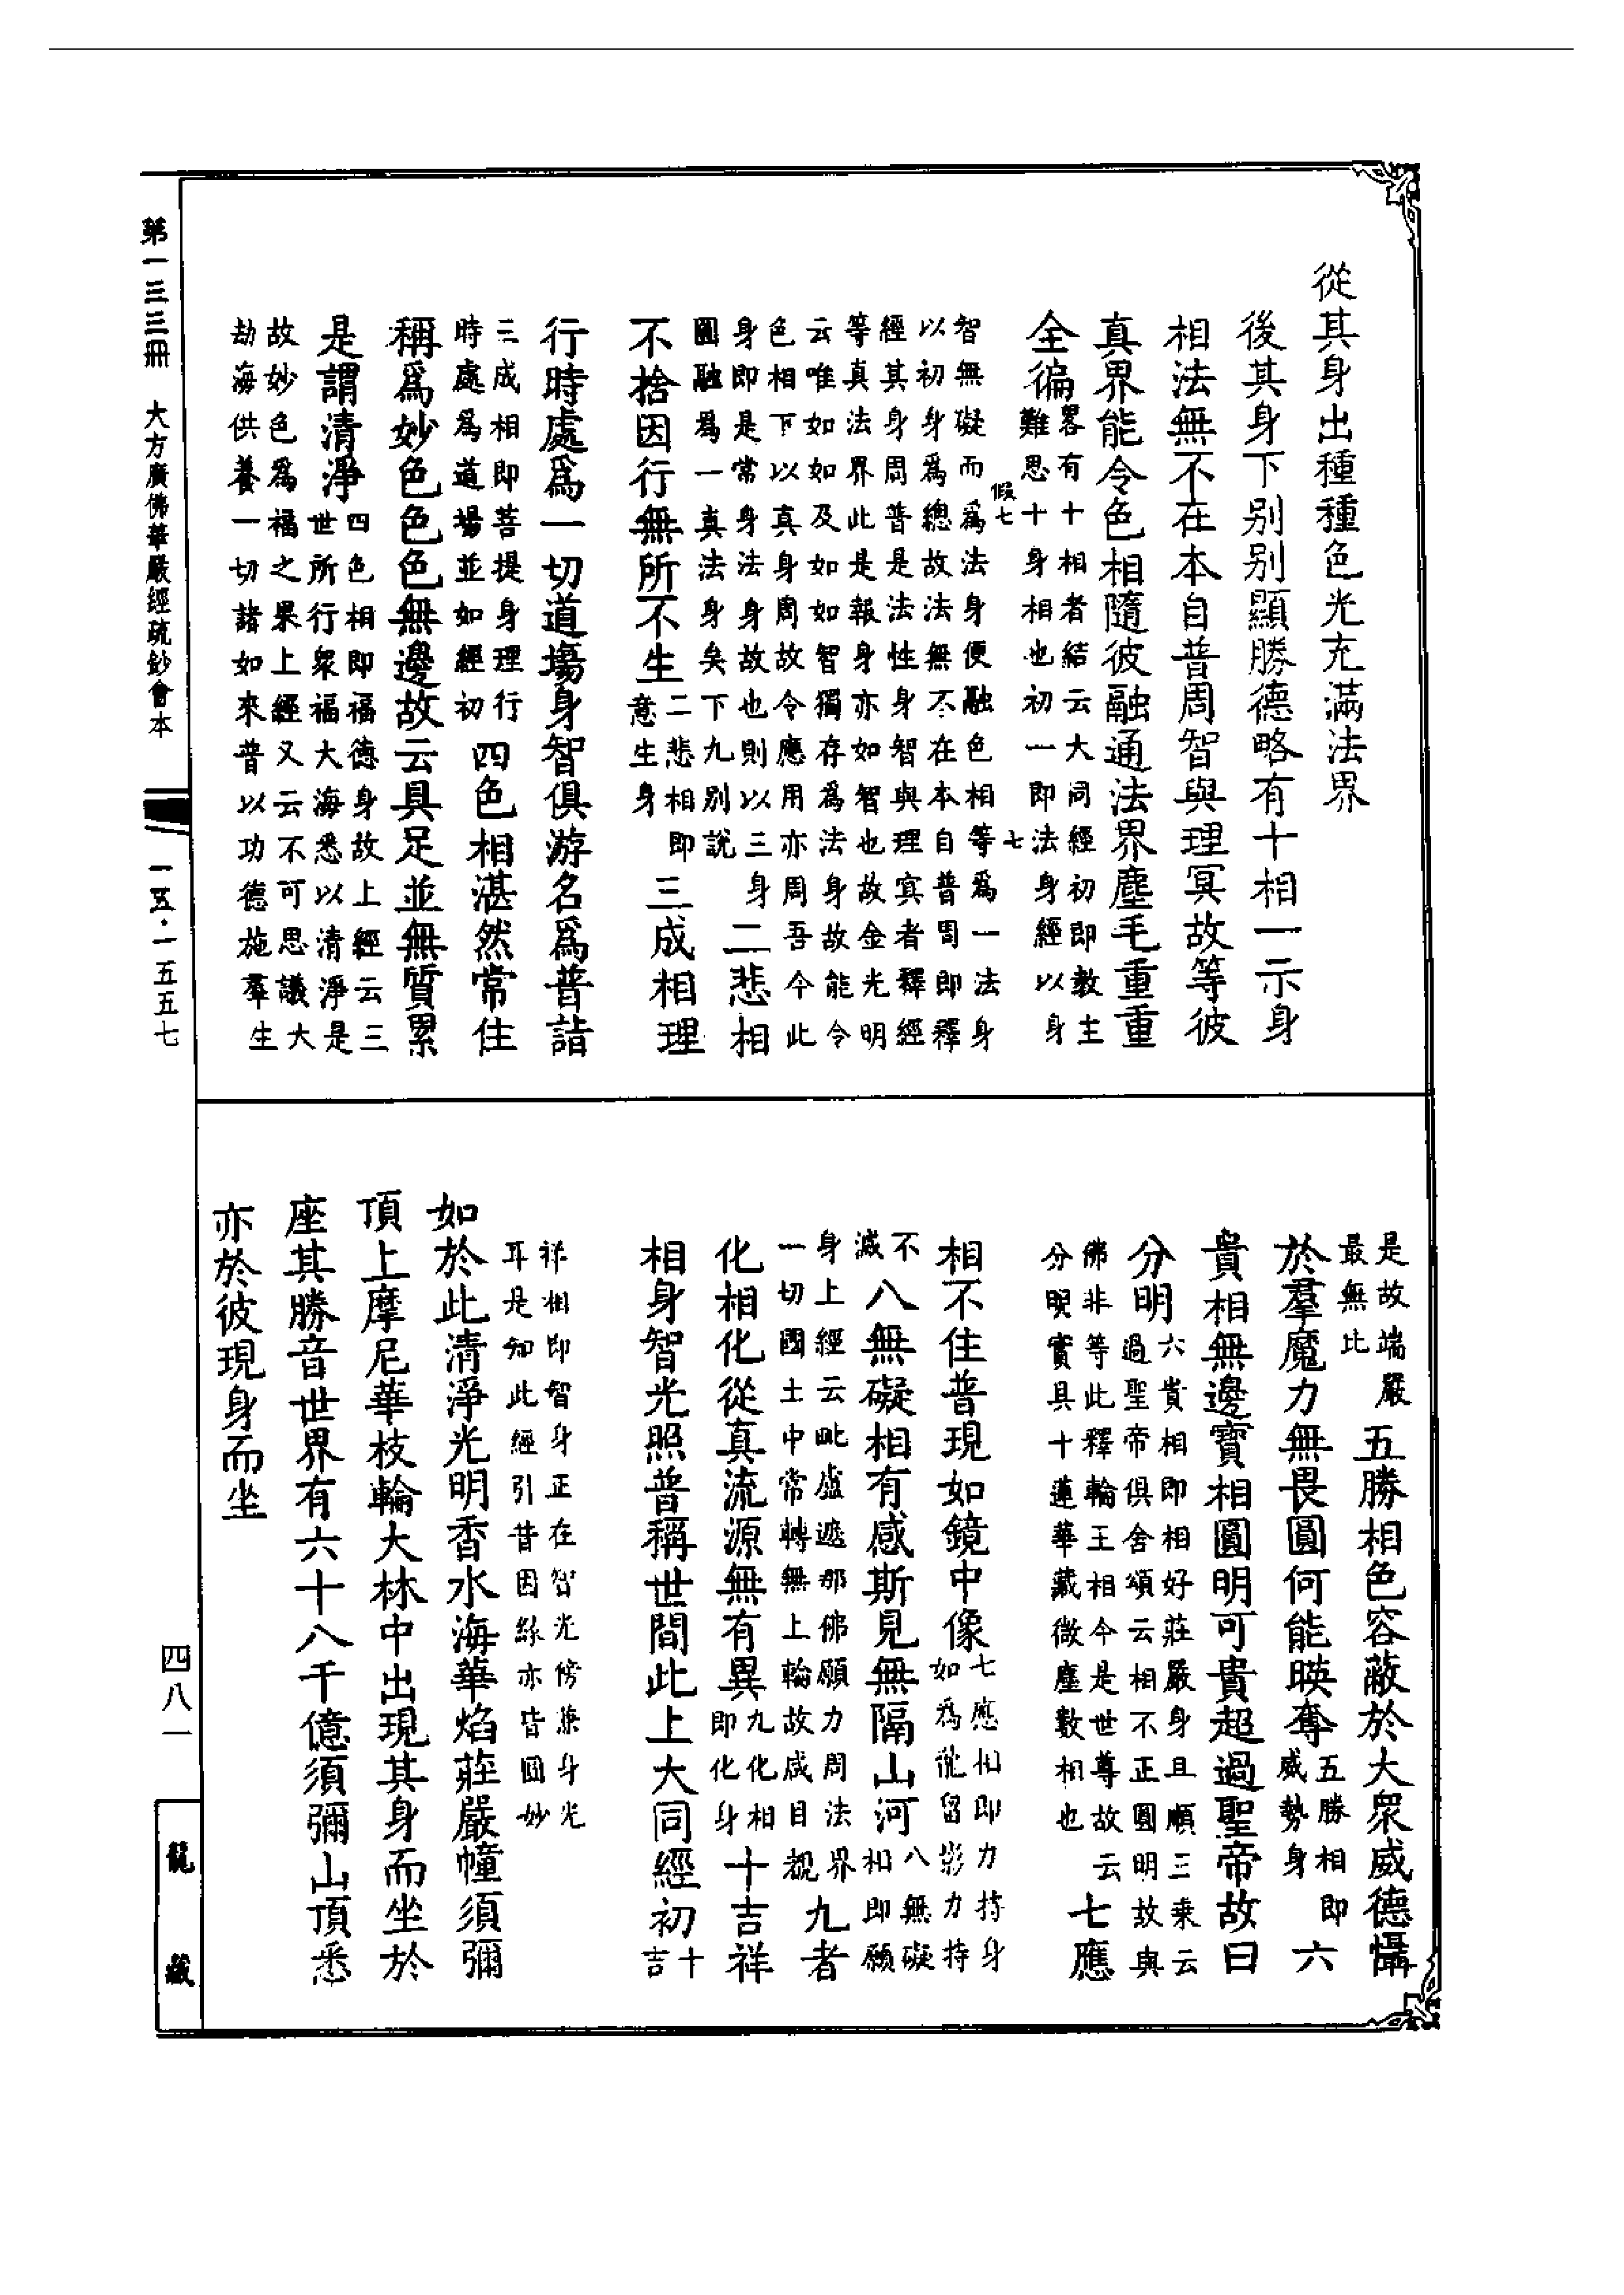 從其身出種種色光充滿法界
後其身下别别顯勝德略有十相一示身
相法無不在本自普周智與理冥故等彼
真界能令色相隨彼融通法界塵毛重重
全徧
畧有十相者結云大同經初即教主
難思十身相也初一即法身經以身
假七
七
智無礙而爲法身便融色相等爲一法身
以初身爲總故法無不在本自普周即釋
經其身周普是法性身智與理㝠者釋經
等真法界此是報身亦如智也故金光明
云唯如如及如如智獨存爲法身故能令
色相下以真身周故令應用亦周吾今此
身即是常身法身故也則以三身
圓融爲一真法身矣下九别說
二悲相
不捨因行無所不生
二悲相即
意生身
三成相理
行時處爲一切道塲身智俱游名爲普詣
三成相即菩提身理行
時處爲道塲並如經初
四色相湛然常住
稱爲妙色色色無邊故云具足並無質累
是謂清淨
四色相即福德身故上經云三
世所行衆福大海悉以清淨是
故妙色爲福之果上經又云不可思議大
劫海供養一切諸如來普以功德施羣生
是故端嚴
最無比
五勝相色容蔽於大衆威德懾
於羣魔力無畏圓何能暎奪
五勝相即
威勢身
六
貴相無邊寶相圓明可貴超過聖帝故曰
分明
六貴相即相好莊嚴身且順三乘云
過聖帝俱舍頌云相不正圓明故與
佛非等此釋輪王相今是世尊故云
分明實具十蓮華藏微塵數相也
七應
相不住普現如鏡中像
七應相即力持身
如爲從留影力持
不
滅
八無礙相有感斯見無隔山河
八無礙
相即願
身上經云毗盧遮那佛願力周法界
一切國土中常轉無上輪故咸目覩
九者
化相化從真流源無有異
九化相
即化身
十吉祥
相身智光照普稱世間此上大同經初
十
吉
祥相即智身正在智光傍兼身光
耳是知此經引昔因緣亦皆圓妙
如於此清淨光明香水海華焰莊嚴幢須彌
頂上摩尼華枝輪大林中出現其身而坐於
座其勝音世界有六十八千億須彌山頂悉
亦於彼現身而坐
第一三三冊　大方廣佛華嚴經疏鈔會本
一五·一五五七
四八一
龍藏